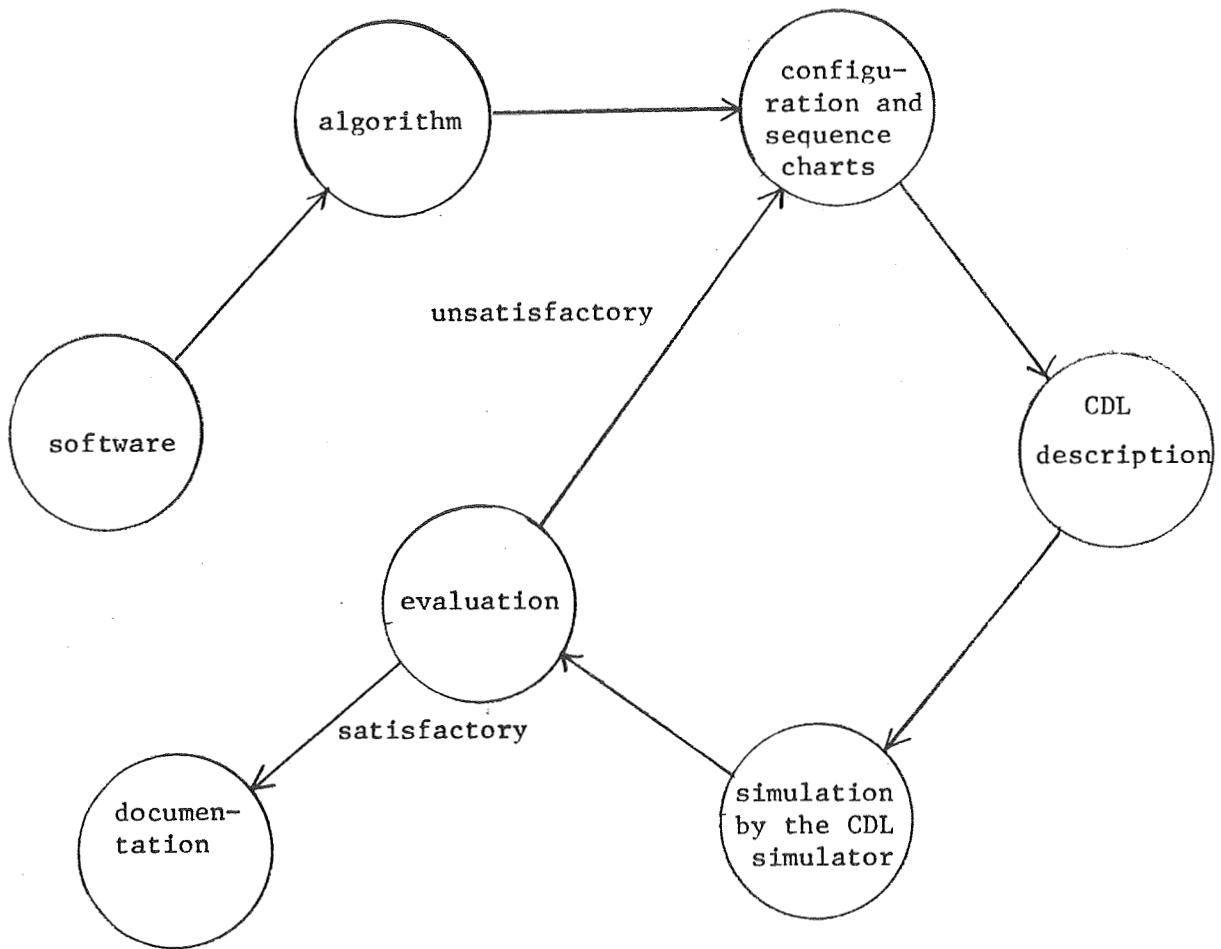 algorithm
configu-
ration and
sequence
charts
unsatisfactory
software
CDL
description
evaluation
satisfactory
documen-
tation
simulation
by the CDL
simulator